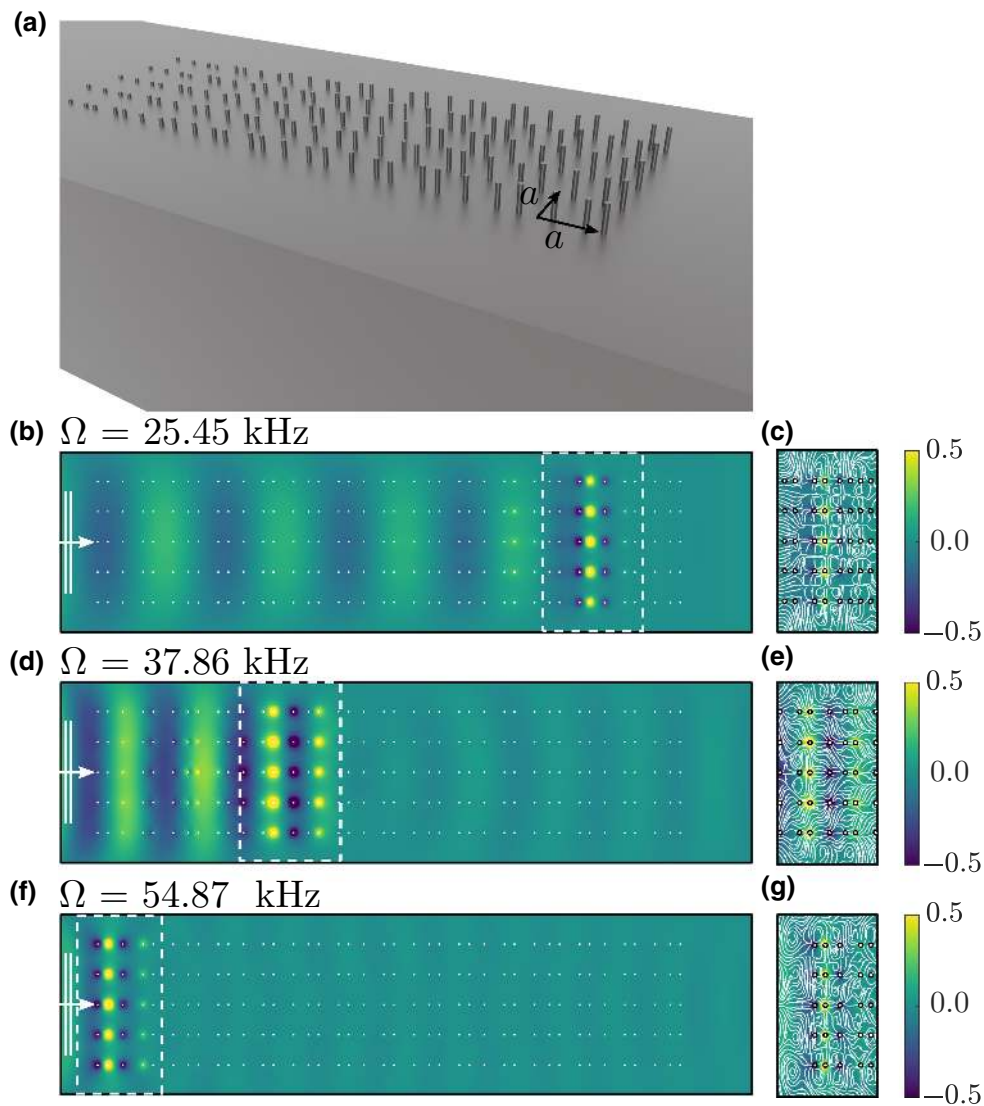 (a)
a
a
(b) Ω = 25.45 kHz
(c)
0.5
0.0
−0.5
(d) Ω = 37.86 kHz
(e)
0.5
0.0
−0.5
(f) Ω = 54.87 kHz
(g)
0.5
0.0
−0.5